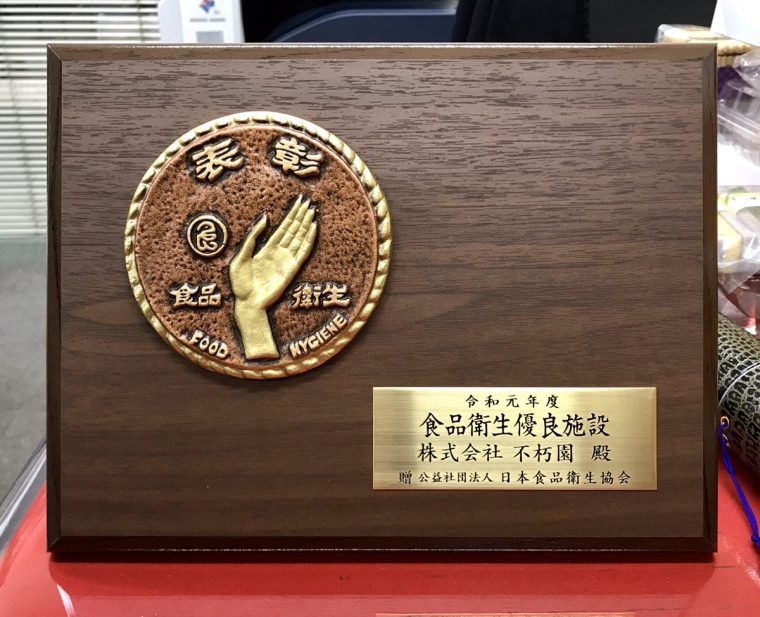 表彰
食品 衛生
FOOD HYGIENE
令和元年度
食品衛生優良施設
株式会社 不朽園 殿
贈 公益社団法人 日本食品衛生協会